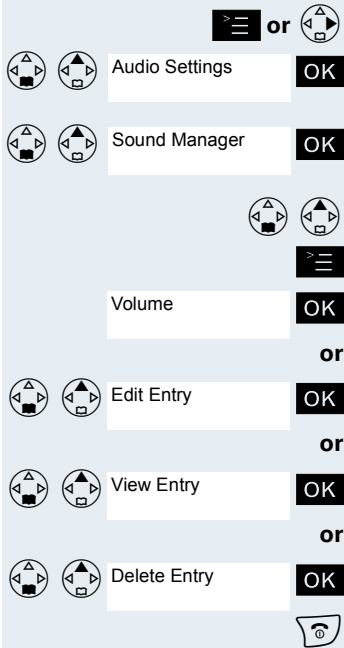 or
Audio Settings OK
Sound Manager OK
Volume OK
or
Edit Entry OK
or
View Entry OK
or
Delete Entry OK